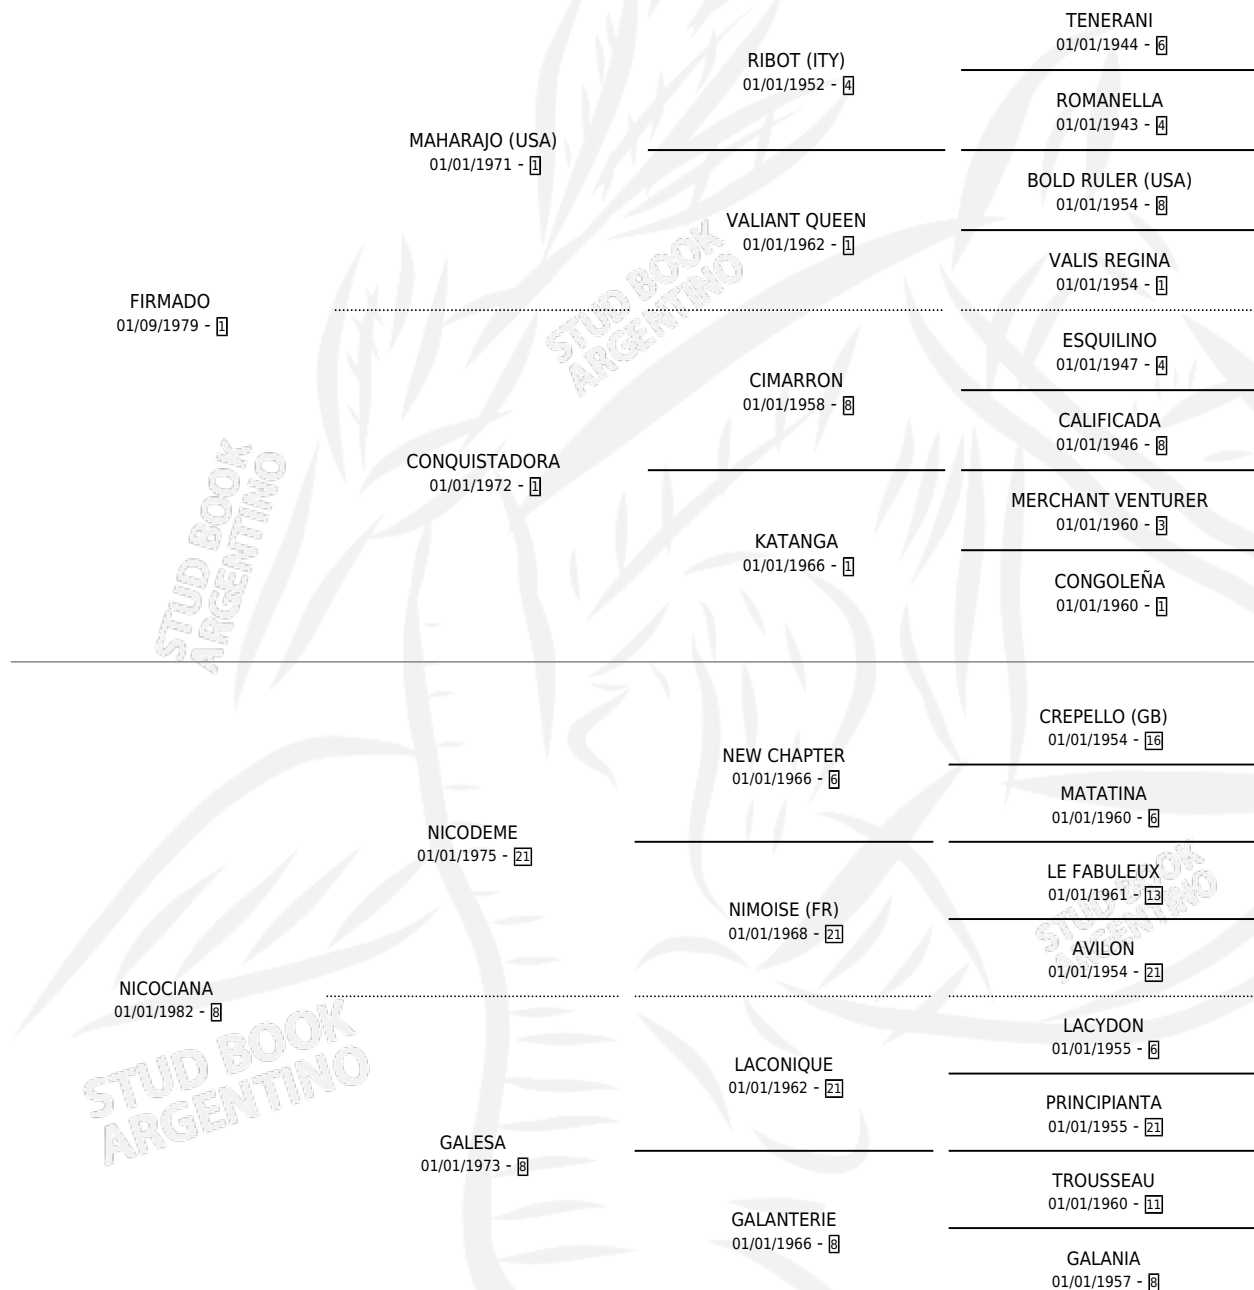 TENERANI
01/01/1944 - 6
RIBOT (ITY)
01/01/1952 - 4
ROMANELLA
01/01/1943 - 4
MAHARAJO (USA)
01/01/1971 - 1
BOLD RULER (USA)
01/01/1954 - 8
VALIANT QUEEN
01/01/1962 - 1
VALIS REGINA
01/01/1954 - 1
FIRMADO
01/09/1979 - 1
ESQUILINO
01/01/1947 - 4
CIMARRON
01/01/1958 - 8
CALIFICADA
01/01/1946 - 8
CONQUISTADORA
01/01/1972 - 1
MERCHANT VENTURER
01/01/1960 - 3
KATANGA
01/01/1966 - 1
CONGOLEÑA
01/01/1960 - 1
CREPELLO (GB)
01/01/1954 - 16
NEW CHAPTER
01/01/1966 - 6
MATATINA
01/01/1960 - 6
NICODEME
01/01/1975 - 21
LE FABULEUX
01/01/1961 - 13
NIMOISE (FR)
01/01/1968 - 21
AVILON
01/01/1954 - 21
NICOCIANA
01/01/1982 - 8
LACYDON
01/01/1955 - 6
LACONIQUE
01/01/1962 - 21
PRINCIPIANTA
01/01/1955 - 21
GALESA
01/01/1973 - 8
TROUSSEAU
01/01/1960 - 11
GALANTERIE
01/01/1966 - 8
GALANIA
01/01/1957 - 8
STUD BOOK
ARGENTINO
STUD BOOK
ARGENTINO
STUD BOOK
ARGENTINO
STUD BOOK
ARGENTINO